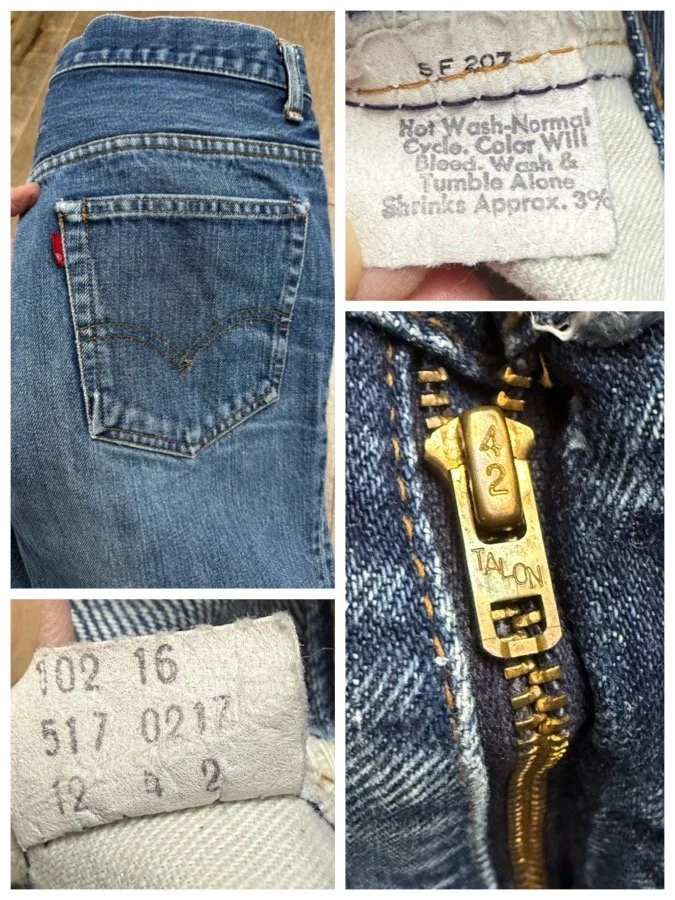 SF 207
Hot Wash-Normal
Cycle. Color Will
Bleed. Wash &
Tumble Alone
Shrinks Approx. 3%
42
TALON
102 16
517 0217
12 4 2